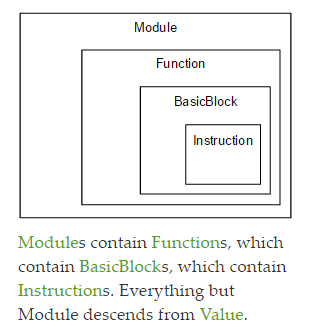 Module
Function
BasicBlock
Instruction
Modules contain Functions, which
contain BasicBlocks, which contain
Instructions. Everything but
Module descends from Value.